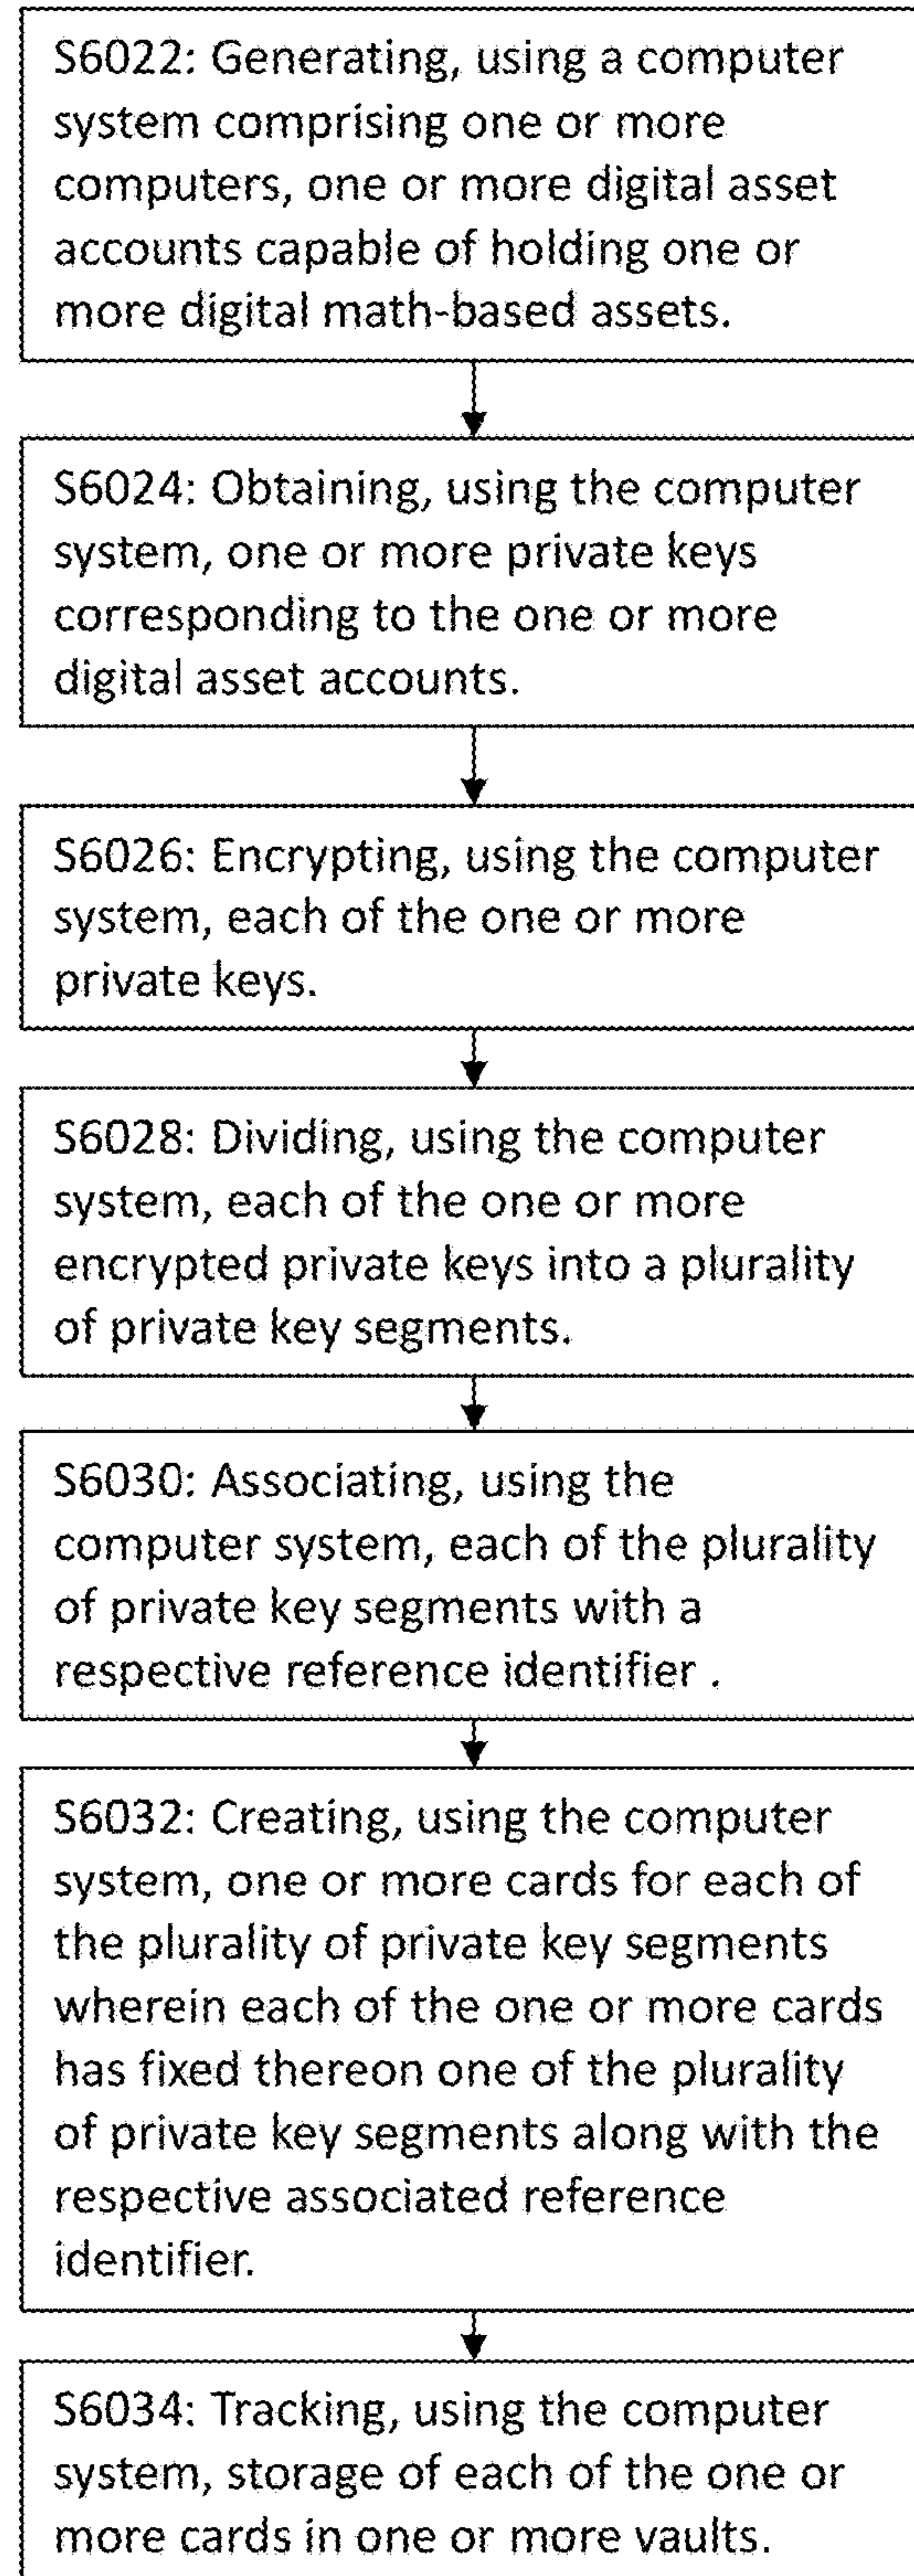 S6022: Generating, using a computer
system comprising one or more
computers, one or more digital asset
accounts capable of holding one or
more digital math-based assets.
S6024: Obtaining, using the computer
system, one or more private keys
corresponding to the one or more
digital asset accounts.
S6026: Encrypting, using the computer
system, each of the one or more
private keys.
S6028: Dividing, using the computer
system, each of the one or more
encrypted private keys into a plurality
of private key segments.
S6030: Associating, using the
computer system, each of the plurality
of private key segments with a
respective reference identifier .
S6032: Creating, using the computer
system, one or more cards for each of
the plurality of private key segments
wherein each of the one or more cards
has fixed thereon one of the plurality
of private key segments along with the
respective associated reference
identifier.
S6034: Tracking, using the computer
system, storage of each of the one or
more cards in one or more vaults.